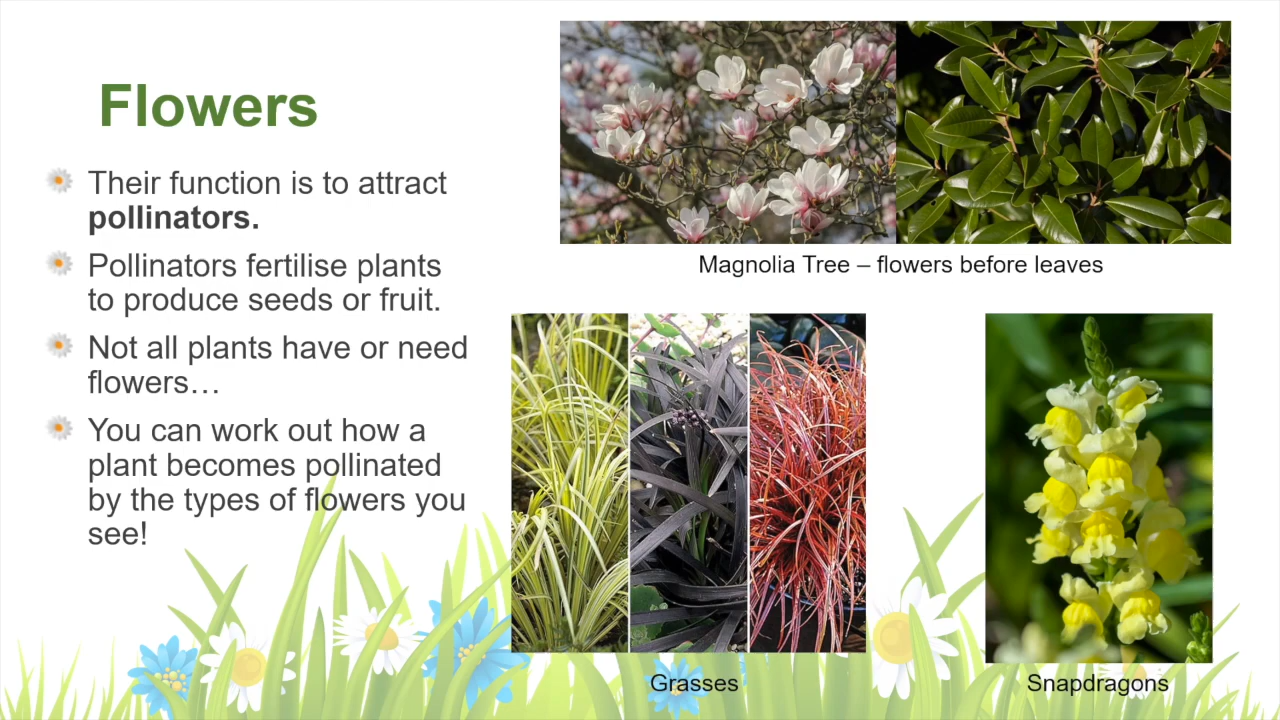 Flowers
Their function is to attract
pollinators.
Pollinators fertilise plants
to produce seeds or fruit.
Not all plants have or need
flowers…
You can work out how a
plant becomes pollinated
by the types of flowers you
see!
Magnolia Tree – flowers before leaves
Grasses
Snapdragons